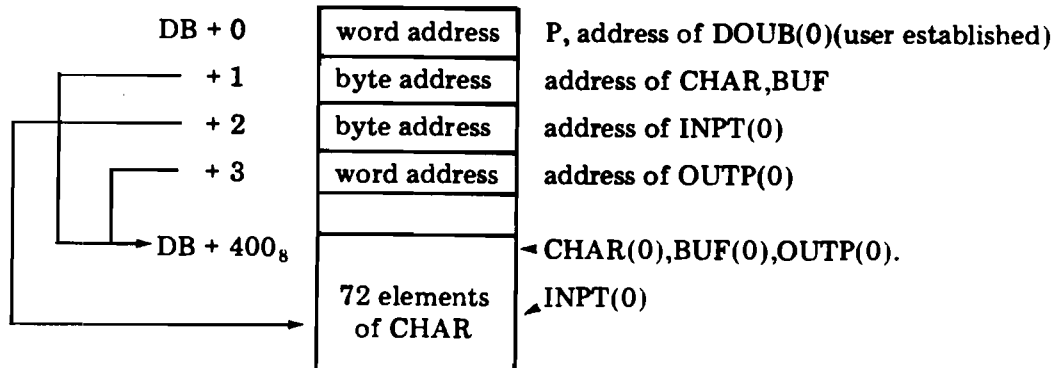 DB + 0 word address P, address of DOUB(0)(user established)
+ 1 byte address address of CHAR,BUF
+ 2 byte address address of INPT(0)
+ 3 word address address of OUTP(0)
DB + 400₈ CHAR(0),BUF(0),OUTP(0).
72 elements INPT(0)
of CHAR